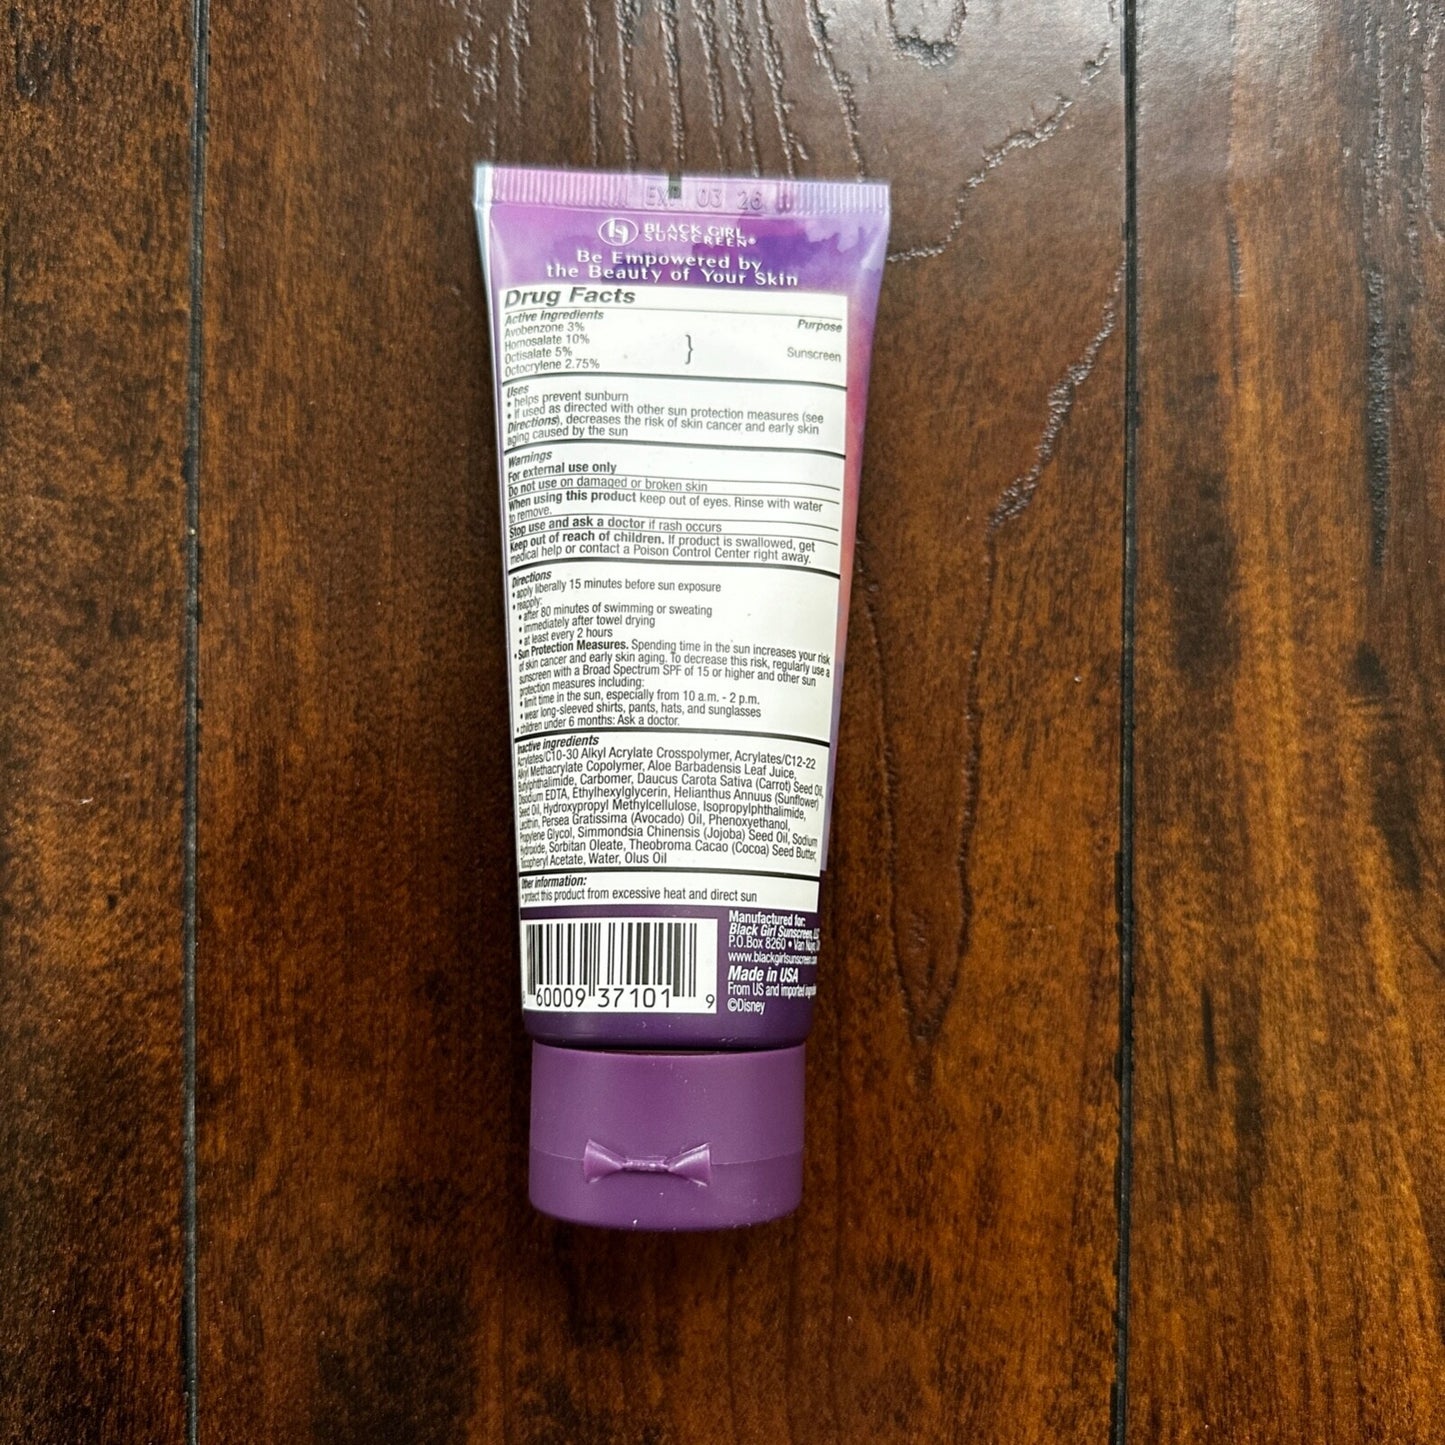 EXP 03 26
BLACK GIRL
SUNSCREEN®
Be Empowered by
the Beauty of Your Skin
Drug Facts
Active Ingredients Purpose
Avobenzone 3%
Homosalate 10%
Octisalate 5%
Octocrylene 2.75%
} Sunscreen
Uses
• helps prevent sunburn
• if used as directed with other sun protection measures (see
Directions), decreases the risk of skin cancer and early skin
aging caused by the sun
Warnings
For external use only
Do not use on damaged or broken skin
When using this product keep out of eyes. Rinse with water
to remove.
Stop use and ask a doctor if rash occurs
Keep out of reach of children. If product is swallowed, get
medical help or contact a Poison Control Center right away.
Directions
• apply liberally 15 minutes before sun exposure
• reapply:
• after 80 minutes of swimming or sweating
• immediately after towel drying
• at least every 2 hours
• Sun Protection Measures. Spending time in the sun increases your risk
of skin cancer and early skin aging. To decrease this risk, regularly use a
sunscreen with a Broad Spectrum SPF of 15 or higher and other sun
protection measures including:
• limit time in the sun, especially from 10 a.m. - 2 p.m.
• wear long-sleeved shirts, pants, hats, and sunglasses
• children under 6 months: Ask a doctor.
Inactive ingredients
Acrylates/C10-30 Alkyl Acrylate Crosspolymer, Acrylates/C12-22
Alkyl Methacrylate Copolymer, Aloe Barbadensis Leaf Juice,
Butylphthalimide, Carbomer, Daucus Carota Sativa (Carrot) Seed Oil,
Disodium EDTA, Ethylhexylglycerin, Helianthus Annuus (Sunflower)
Seed Oil, Hydroxypropyl Methylcellulose, Isopropylphthalimide,
Lecithin, Persea Gratissima (Avocado) Oil, Phenoxyethanol,
Propylene Glycol, Simmondsia Chinensis (Jojoba) Seed Oil, Sodium
Hydroxide, Sorbitan Oleate, Theobroma Cacao (Cocoa) Seed Butter,
Tocopheryl Acetate, Water, Olus Oil
Other information:
• protect this product from excessive heat and direct sun
60009 37101 9
Manufactured for:
Black Girl Sunscreen,
P.O.Box 8260 • Van Nuys,
www.blackgirlsunscreen.com
Made in USA
From US and imported
©Disney